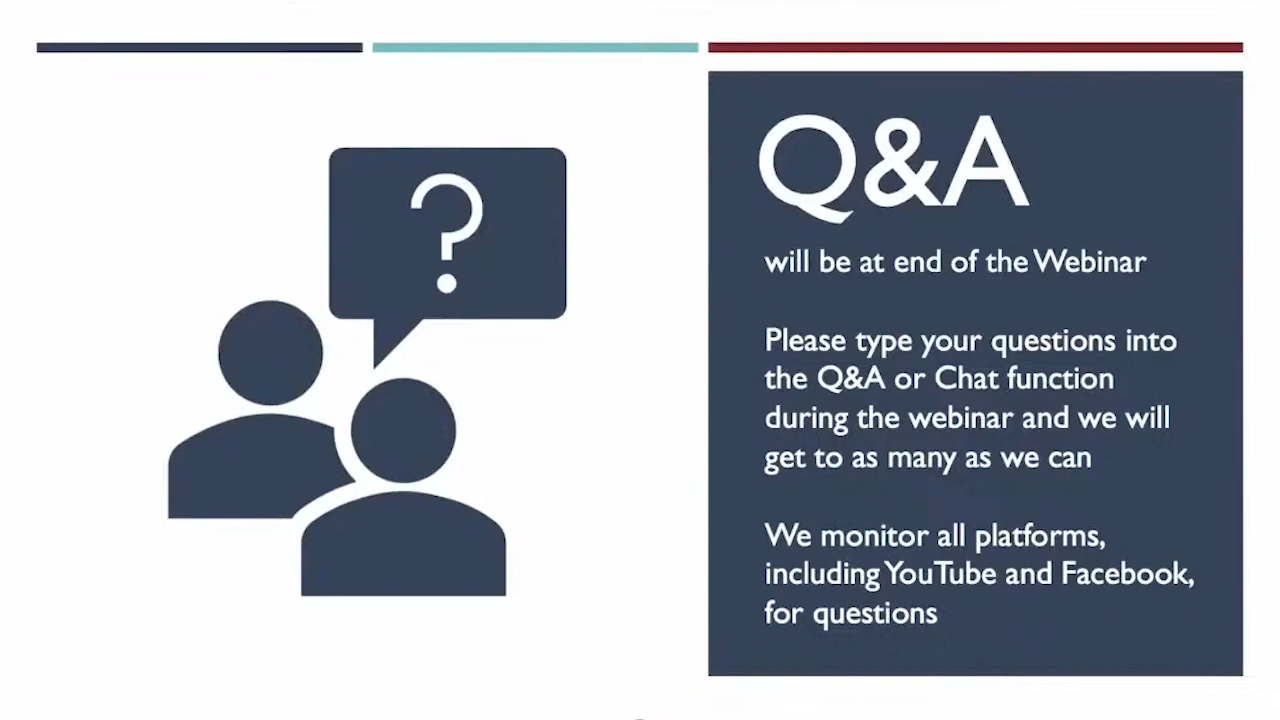 ?
Q&A
will be at end of the Webinar
Please type your questions into
the Q&A or Chat function
during the webinar and we will
get to as many as we can
We monitor all platforms,
including YouTube and Facebook,
for questions